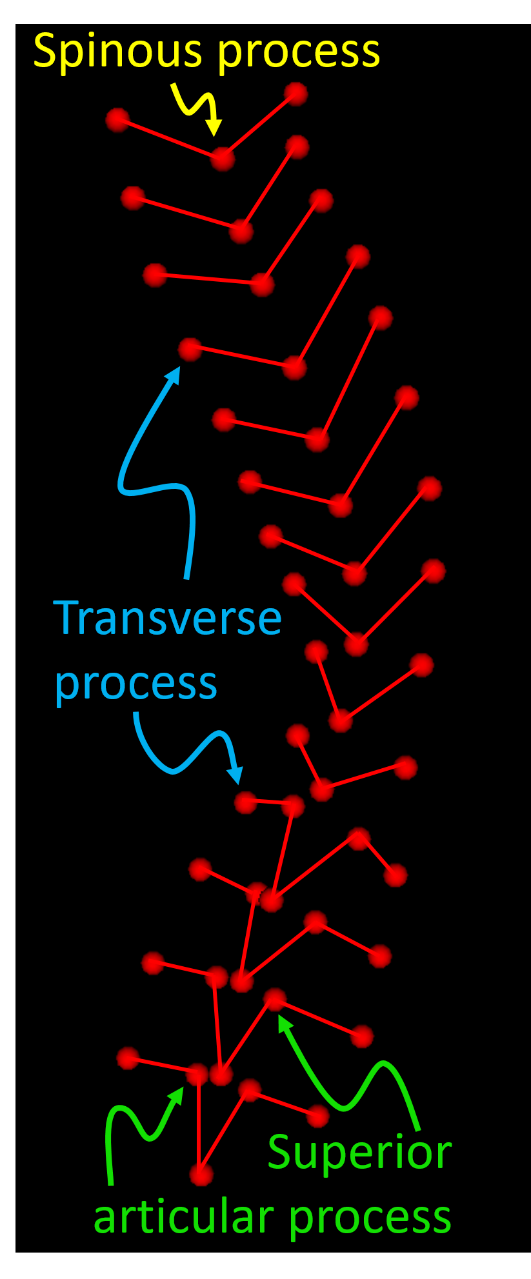 Spinous process
Transverse
process
Superior
articular process